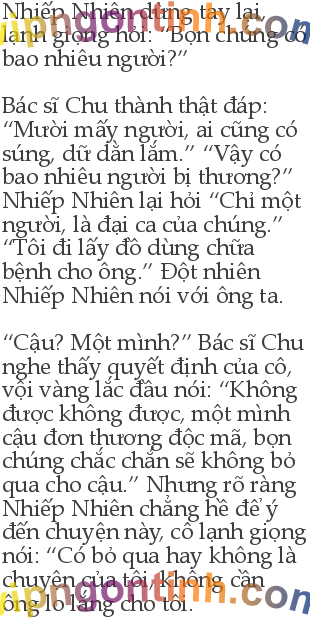 Nhiếp Nhiên dừng tay lại,
lạnh giọng hỏi: “Bọn chúng có
bao nhiêu người?”
Bác sĩ Chu thành thật đáp:
“Mười mấy người, ai cũng có
súng, dữ dằn lắm.” “Vậy có
bao nhiêu người bị thương?”
Nhiếp Nhiên lại hỏi “Chỉ một
người, là đại ca của chúng.”
“Tôi đi lấy đồ dùng chữa
bệnh cho ông.” Đột nhiên
Nhiếp Nhiên nói với ông ta.
“Cậu? Một mình?” Bác sĩ Chu
nghe thấy quyết định của cô,
vội vàng lắc đầu nói: “Không
được không được, một mình
cậu đơn thương độc mã, bọn
chúng chắc chắn sẽ không bỏ
qua cho cậu.” Nhưng rõ ràng
Nhiếp Nhiên chẳng hề để ý
đến chuyện này, cô lạnh giọng
nói: “Có bỏ qua hay không là
chuyện của tôi, không cần
ông lo lắng cho tôi.